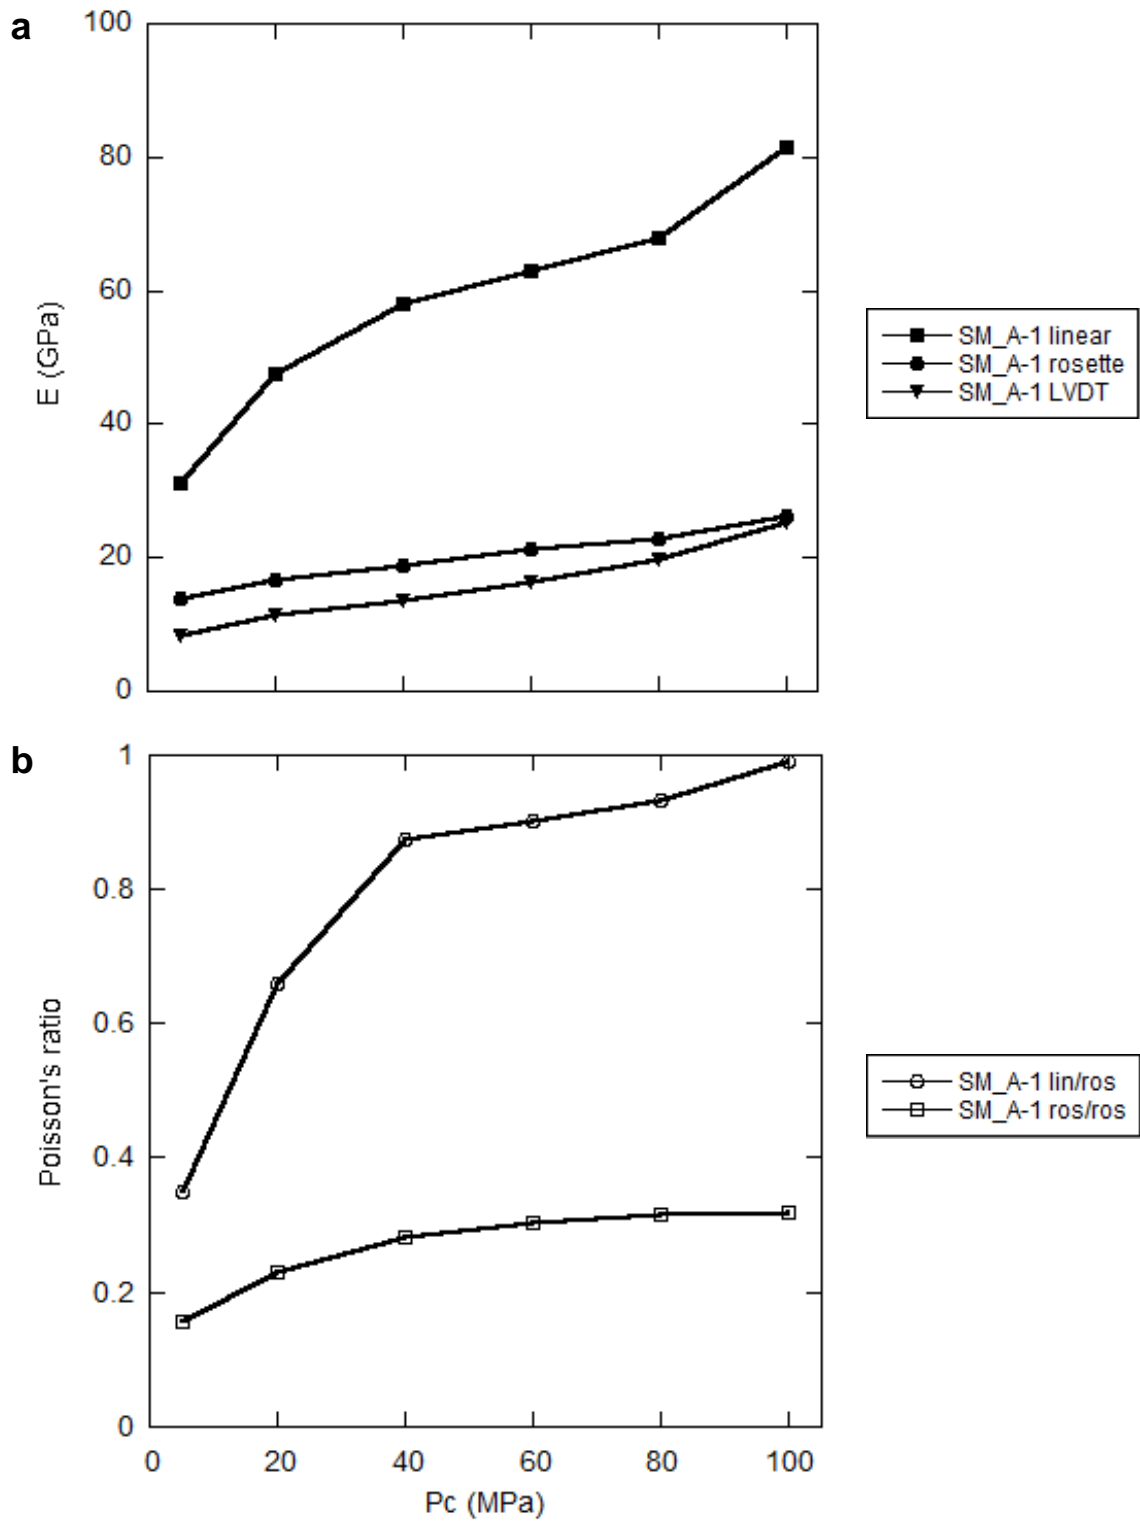 a
100
80
60
40
20
0
E (GPa)
SM_A-1 linear
SM_A-1 rosette
SM_A-1 LVDT
b
1
0.8
0.6
0.4
0.2
0
Poisson's ratio
SM_A-1 lin/ros
SM_A-1 ros/ros
0 20 40 60 80 100
Pc (MPa)